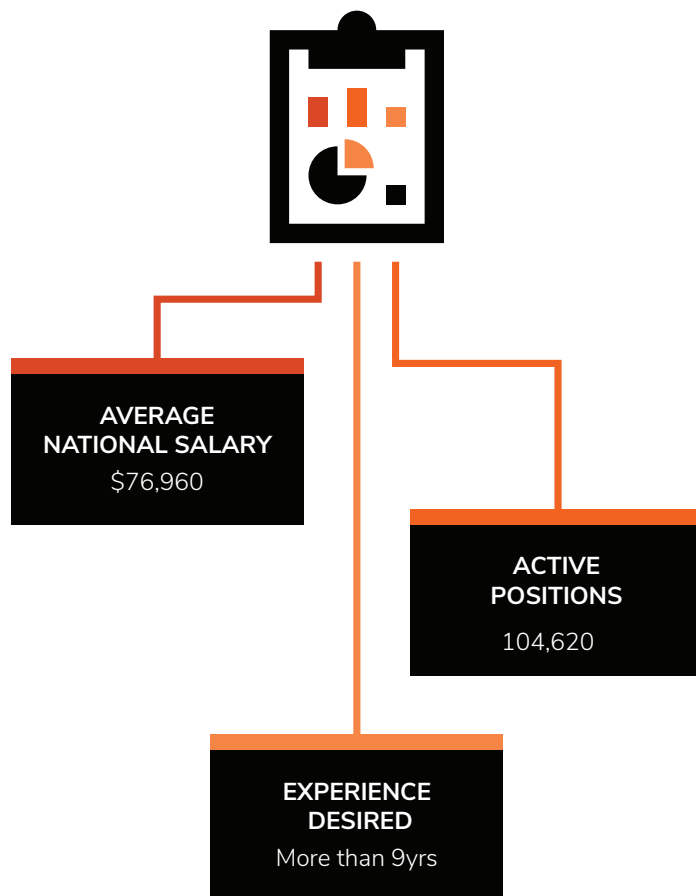 AVERAGE
NATIONAL SALARY
$76,960
ACTIVE
POSITIONS
104,620
EXPERIENCE
DESIRED
More than 9yrs